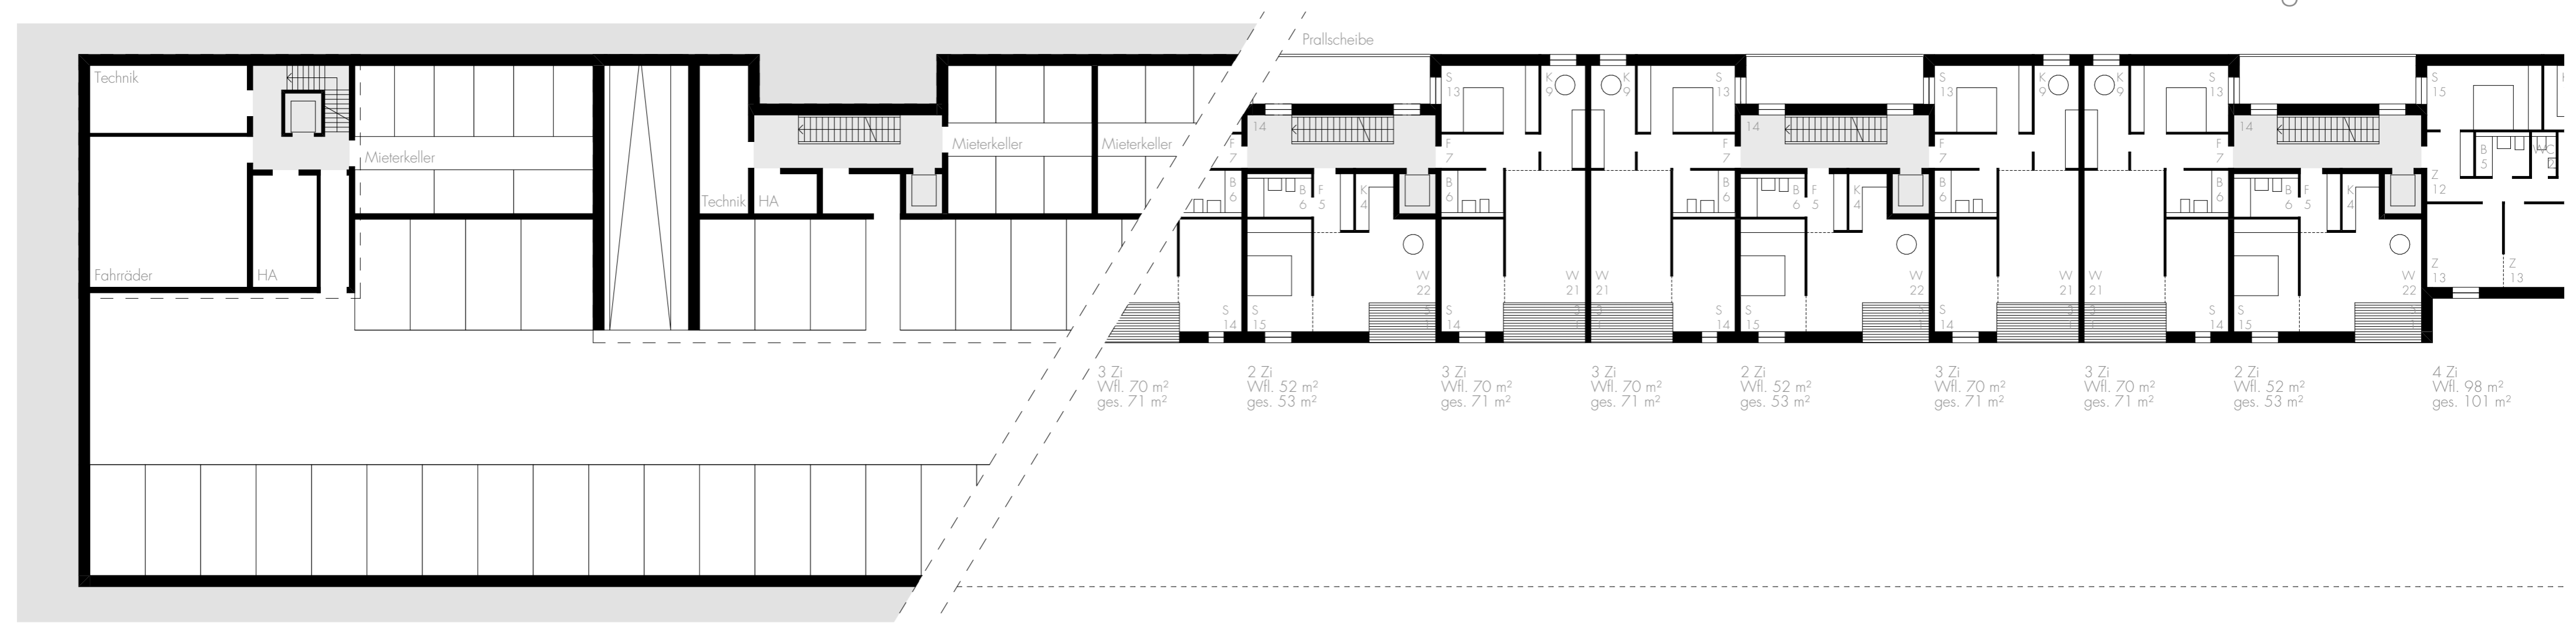 Prallscheibe
Technik
Mieterkeller
Mieterkeller
Mieterkeller
Technik
HA
Fahrräder
HA
F
7
B
6
S
14
14
B
6
F
5
K
4
W
22
S
15
S
13
K
9
F
7
B
6
W
21
S
14
K
9
S
13
F
7
B
6
W
21
S
14
14
B
6
F
5
K
4
W
22
S
15
S
13
K
9
F
7
B
6
W
21
S
14
K
9
S
13
F
7
B
6
W
21
S
14
14
B
6
F
5
K
4
W
22
S
15
S
15
B
5
WC
2
Z
12
Z
13
Z
13
3 Zi
Wfl. 70 m²
ges. 71 m²
2 Zi
Wfl. 52 m²
ges. 53 m²
3 Zi
Wfl. 70 m²
ges. 71 m²
3 Zi
Wfl. 70 m²
ges. 71 m²
2 Zi
Wfl. 52 m²
ges. 53 m²
3 Zi
Wfl. 70 m²
ges. 71 m²
3 Zi
Wfl. 70 m²
ges. 71 m²
2 Zi
Wfl. 52 m²
ges. 53 m²
4 Zi
Wfl. 98 m²
ges. 101 m²